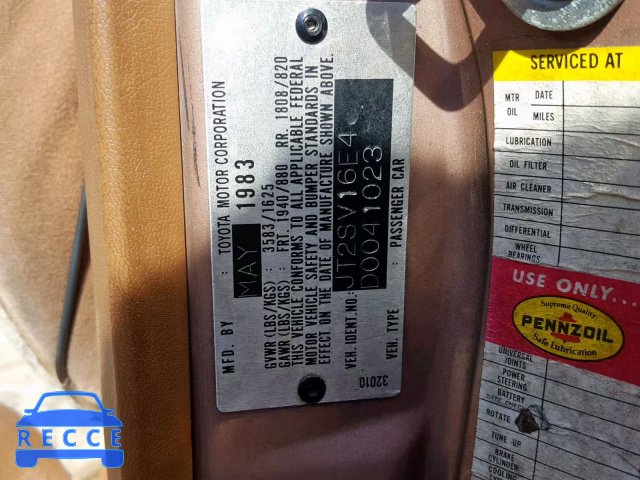 MFD. BY : TOYOTA MOTOR CORPORATION
MAY 1983
GVWR (LBS/KGS) : 3583/1625
GAWR (LBS/KGS) : FRT. 1940/880 RR. 1808/820
THIS VEHICLE CONFORMS TO ALL APPLICABLE FEDERAL
MOTOR VEHICLE SAFETY AND BUMPER STANDARDS IN
EFFECT ON THE DATE OF MANUFACTURE SHOWN ABOVE.
VEH. IDENT. NO. : JT2SV16E4
D0041023
VEH. TYPE : PASSENGER CAR
32010
SERVICED AT
MTR DATE
OIL MILES
LUBRICATION
OIL FILTER
AIR CLEANER
TRANSMISSION
DIFFERENTIAL
WHEEL
BEARINGS
USE ONLY...
Supreme Quality
PENNZOIL
Safe Lubrication
UNIVERSAL
JOINTS
POWER
STEERING
BATTERY
ROTATE
TUNE UP
BRAKE
CYLINDER
COOLING
RECCE